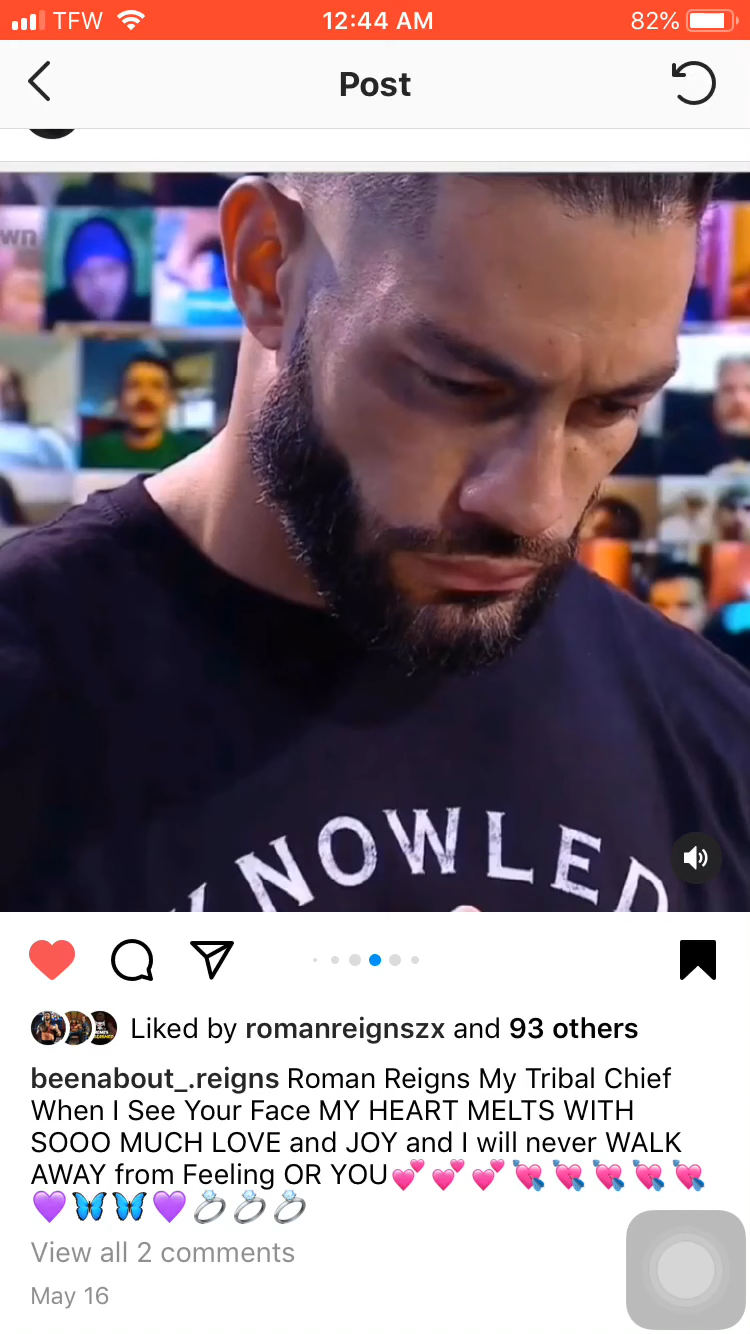 TFW 12:44 AM 82%
Post
wn
KNOWLED
Liked by romanreignszx and 93 others
beenabout_.reigns Roman Reigns My Tribal Chief
When I See Your Face MY HEART MELTS WITH
SOOO MUCH LOVE and JOY and I will never WALK
AWAY from Feeling OR YOU💕💕💕💘💘💘💘💘
💜🦋🦋💜💍💍💍
View all 2 comments
May 16